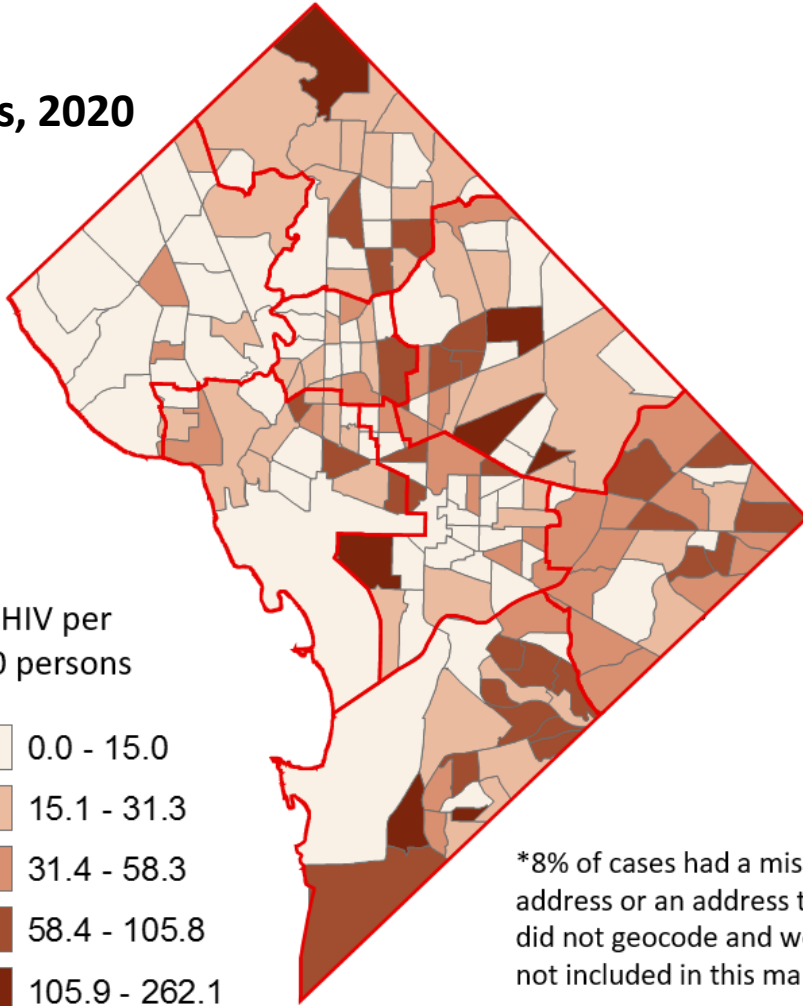 s, 2020
HIV per
0 persons
0.0 - 15.0
15.1 - 31.3
31.4 - 58.3
58.4 - 105.8
105.9 - 262.1
*8% of cases had a mis
address or an address t
did not geocode and w
not included in this ma